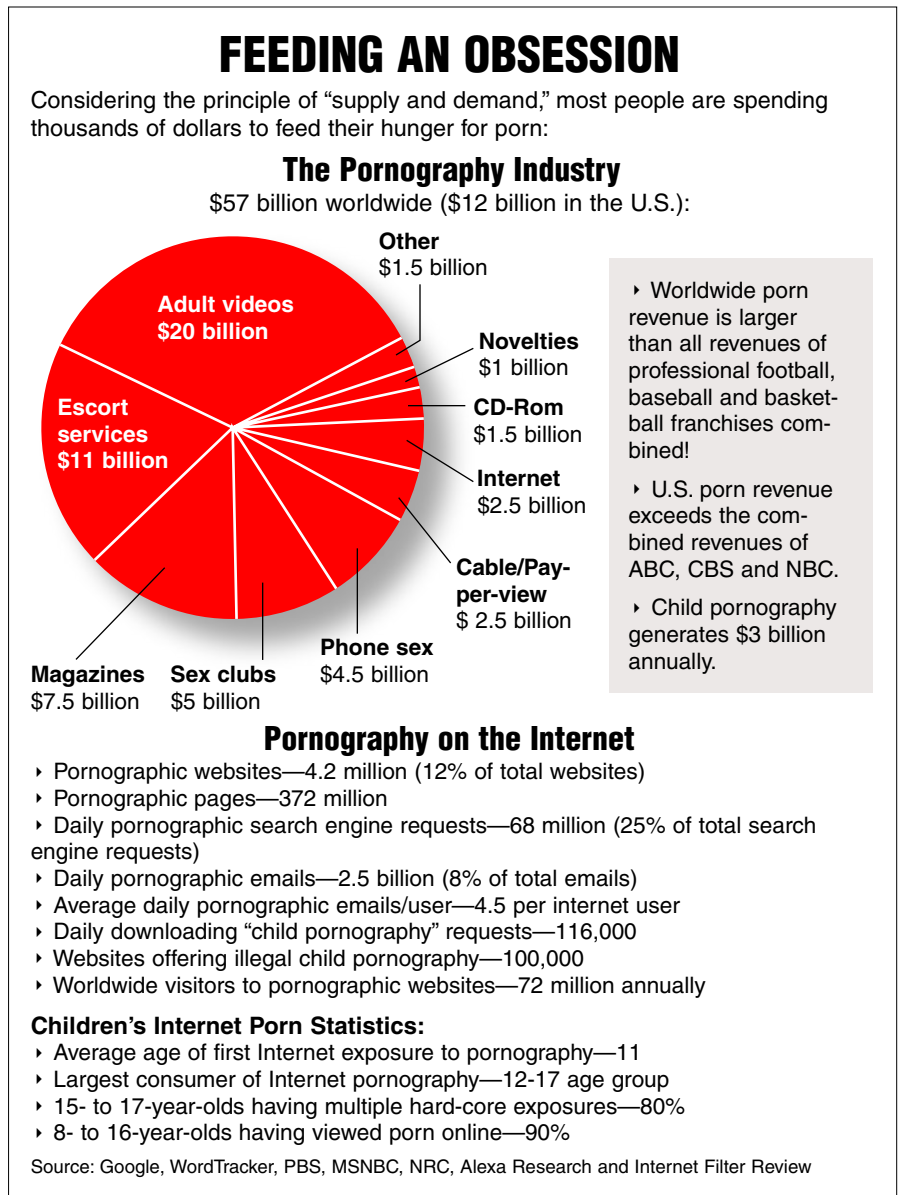 FEEDING AN OBSESSION
Considering the principle of “supply and demand,” most people are spending
thousands of dollars to feed their hunger for porn:
The Pornography Industry
$57 billion worldwide ($12 billion in the U.S.):
Other
$1.5 billion
Adult videos
$20 billion
Novelties
$1 billion
Escort
services
$11 billion
CD-Rom
$1.5 billion
Internet
$2.5 billion
Cable/Pay-
per-view
$ 2.5 billion
Phone sex
$4.5 billion
Magazines
$7.5 billion
Sex clubs
$5 billion
‣ Worldwide porn
revenue is larger
than all revenues of
professional football,
baseball and basket-
ball franchises com-
bined!
‣ U.S. porn revenue
exceeds the com-
bined revenues of
ABC, CBS and NBC.
‣ Child pornography
generates $3 billion
annually.
Pornography on the Internet
‣ Pornographic websites—4.2 million (12% of total websites)
‣ Pornographic pages—372 million
‣ Daily pornographic search engine requests—68 million (25% of total search
engine requests)
‣ Daily pornographic emails—2.5 billion (8% of total emails)
‣ Average daily pornographic emails/user—4.5 per internet user
‣ Daily downloading “child pornography” requests—116,000
‣ Websites offering illegal child pornography—100,000
‣ Worldwide visitors to pornographic websites—72 million annually
Children’s Internet Porn Statistics:
‣ Average age of first Internet exposure to pornography—11
‣ Largest consumer of Internet pornography—12-17 age group
‣ 15- to 17-year-olds having multiple hard-core exposures—80%
‣ 8- to 16-year-olds having viewed porn online—90%
Source: Google, WordTracker, PBS, MSNBC, NRC, Alexa Research and Internet Filter Review